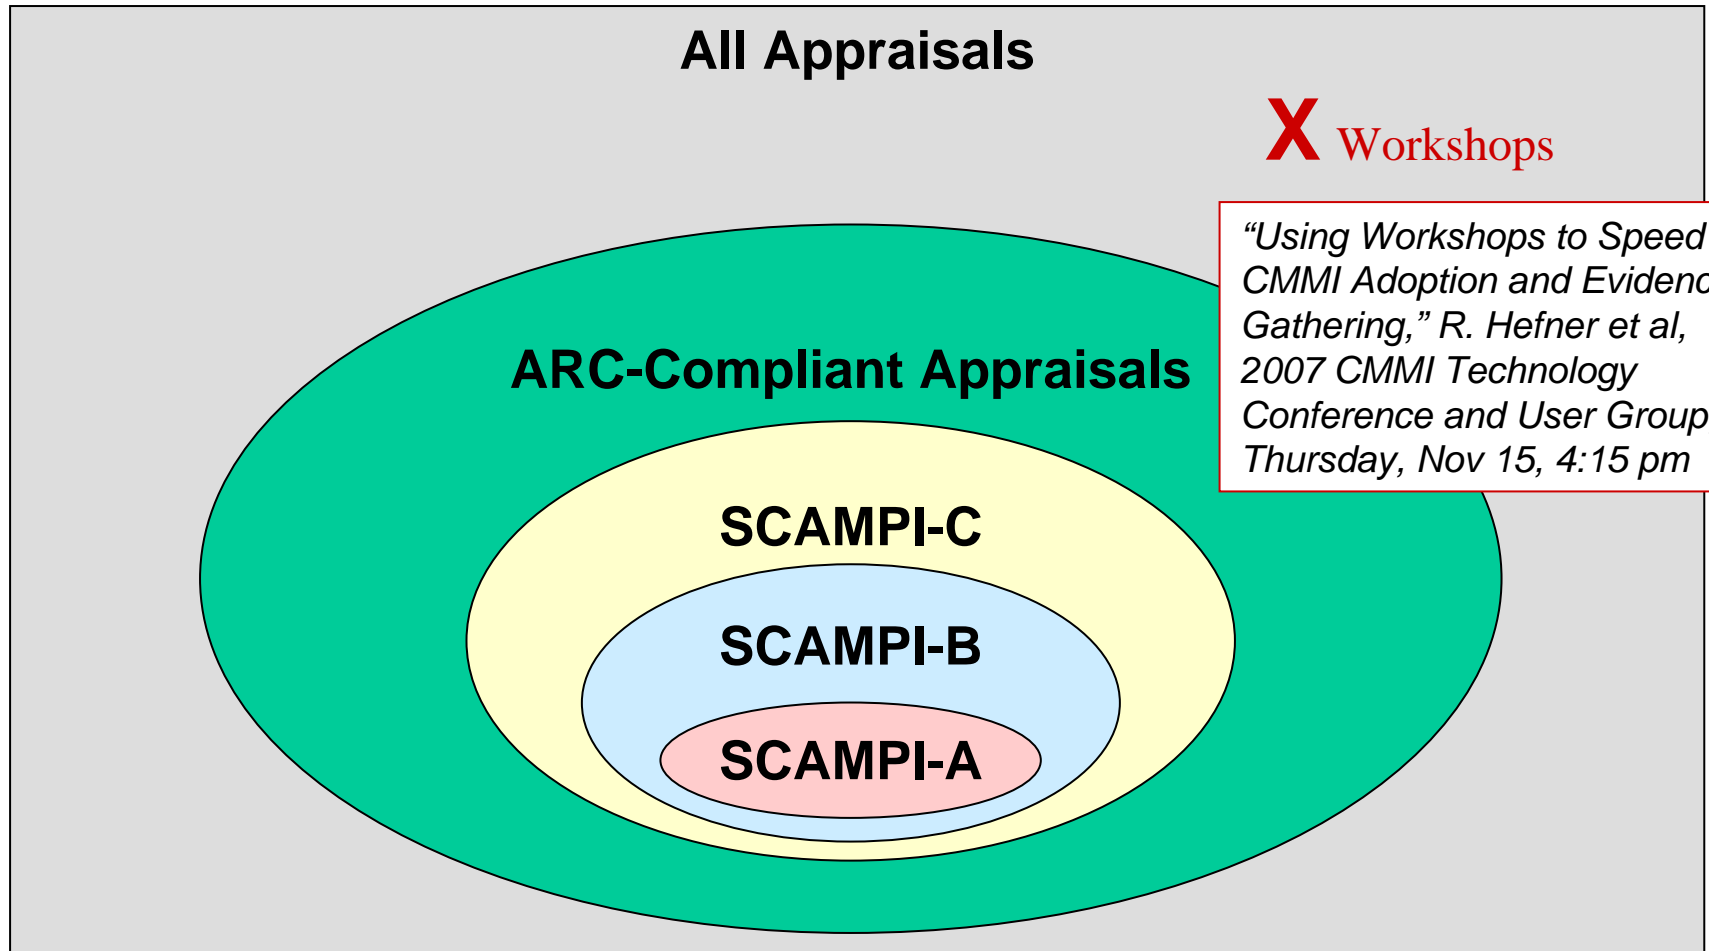 All Appraisals
X Workshops
“Using Workshops to Speed
CMMI Adoption and Evidenc
Gathering,” R. Hefner et al,
2007 CMMI Technology
Conference and User Group
Thursday, Nov 15, 4:15 pm
ARC-Compliant Appraisals
SCAMPI-C
SCAMPI-B
SCAMPI-A